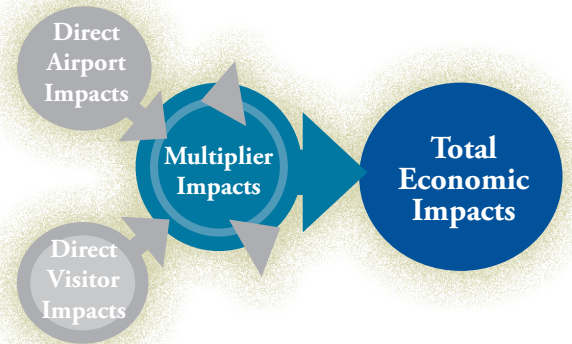 Direct
Airport
Impacts
Multiplier
Impacts
Total
Economic
Impacts
Direct
Visitor
Impacts